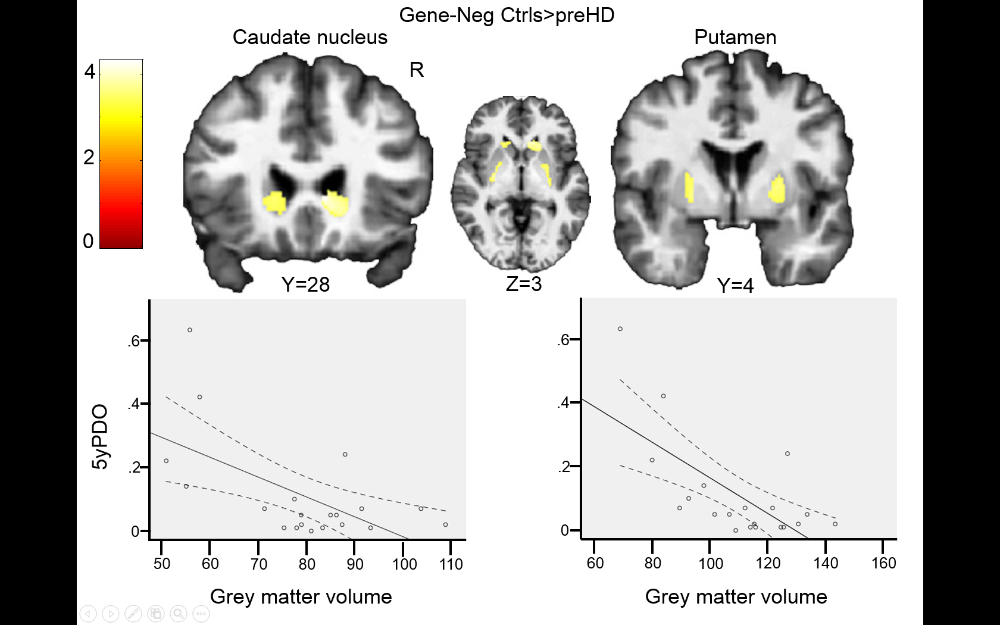 Gene-Neg Ctrls>preHD
Caudate nucleus
Putamen
R
4
2
0
Y=28
Z=3
Y=4
5yPDO
.6
.4
.2
0
50 60 70 80 90 100 110
Grey matter volume
.6
.4
.2
0
60 80 100 120 140 160
Grey matter volume